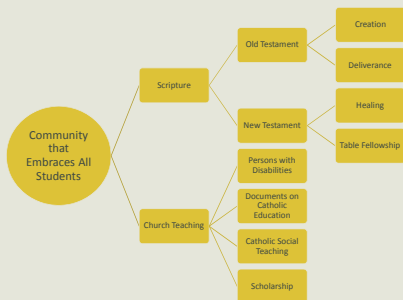 Community
that
Embraces All
Students
Scripture
Church Teaching
Old Testament
New Testament
Persons with
Disabilities
Documents on
Catholic
Education
Catholic Social
Teaching
Scholarship
Creation
Deliverance
Healing
Table Fellowship